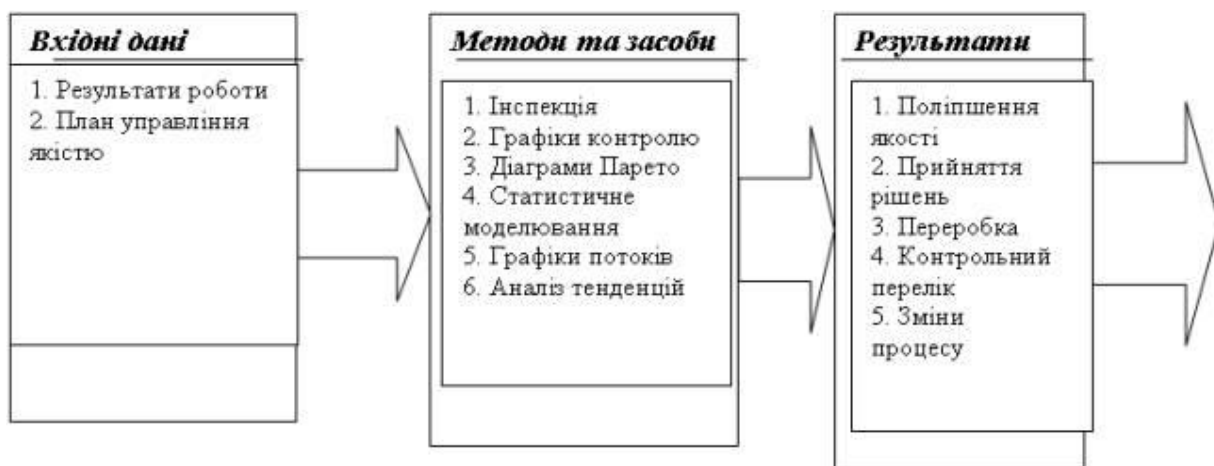 Вхідні дані
1. Результати роботи
2. План управління
якістю
Методи та засоби
1. Інспекція
2. Графіки контролю
3. Діаграми Парето
4. Статистичне
моделювання
5. Графіки потоків
6. Аналіз тенденцій
Результати
1. Поліпшення
якості
2. Прийняття
рішень
3. Переробка
4. Контрольний
перелік
5. Зміни
процесу